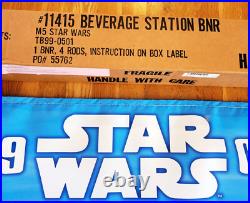 #11415 BEVERAGE STATION BNR
M5 STAR WARS
TB99-0501
1 BNR, 4 RODS, INSTRUCTION ON BOX LABEL
PO# 55762
FRAGILE
HANDLE WITH CARE
STAR
WARS